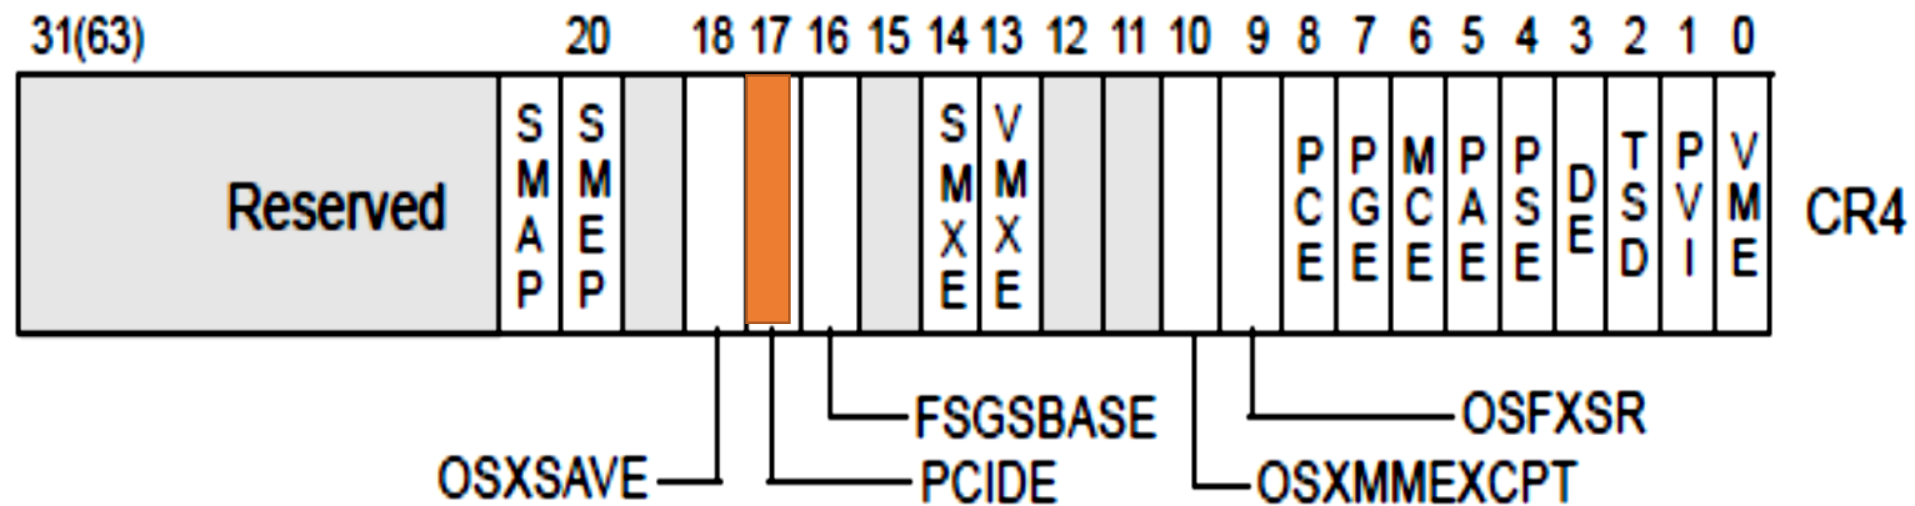 31(63) 20 18 17 16 15 14 13 12 11 10 9 8 7 6 5 4 3 2 1 0
Reserved
SMAP
SMEP
SMXE
VMXE
PCE
PGE
MCE
PAE
PSE
DE
TSD
PVI
VME
CR4
FSGSBASE
OSFXSR
OSXSAVE
PCIDE
OSXMMEXCPT